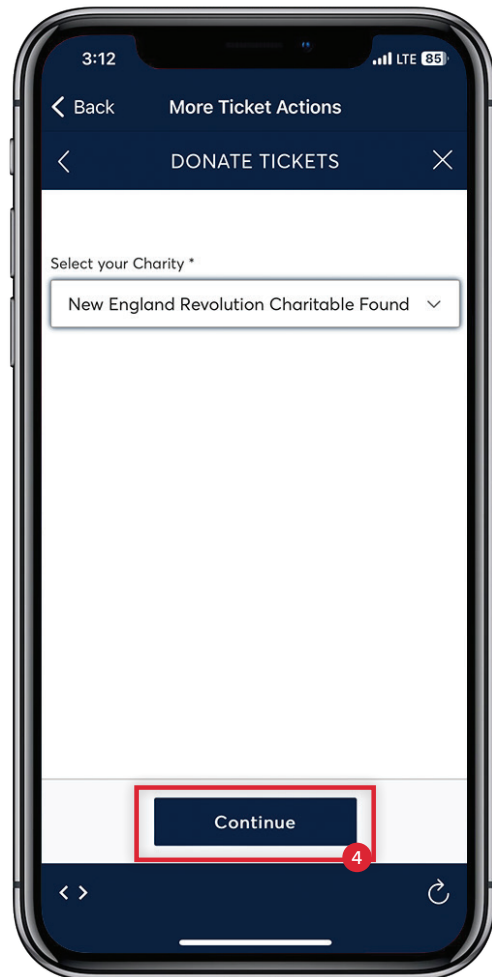 3:12 LTE 85
Back More Ticket Actions
DONATE TICKETS
Select your Charity *
New England Revolution Charitable Found
Continue
4